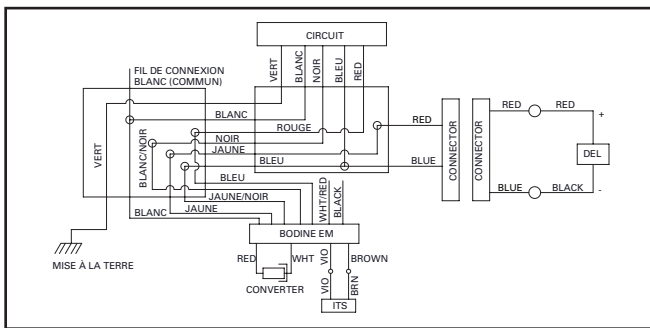 CIRCUIT
VERT
BLANC
NOIR
BLEU
RED
FIL DE CONNEXION
BLANC (COMMUN)
BLANC
ROUGE
NOIR
JAUNE
BLEU
VERT
BLANC/NOIR
RED
BLUE
CONNECTOR
CONNECTOR
RED
RED
+
DEL
BLUE
BLACK
-
BLEU
JAUNE/NOIR
JAUNE
BLANC
WHT/RED
BLACK
BODINE EM
MISE À LA TERRE
RED
WHT
CONVERTER
VIO
BROWN
VIO
BRN
ITS